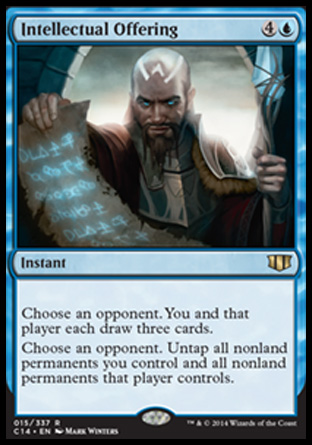 Intellectual Offering 4
Instant
Choose an opponent. You and that
player each draw three cards.
Choose an opponent. Untap all nonland
permanents you control and all nonland
permanents that player controls.
015/337 R
C14 • EN MARK WINTERS
™ & © 2014 Wizards of the Coast